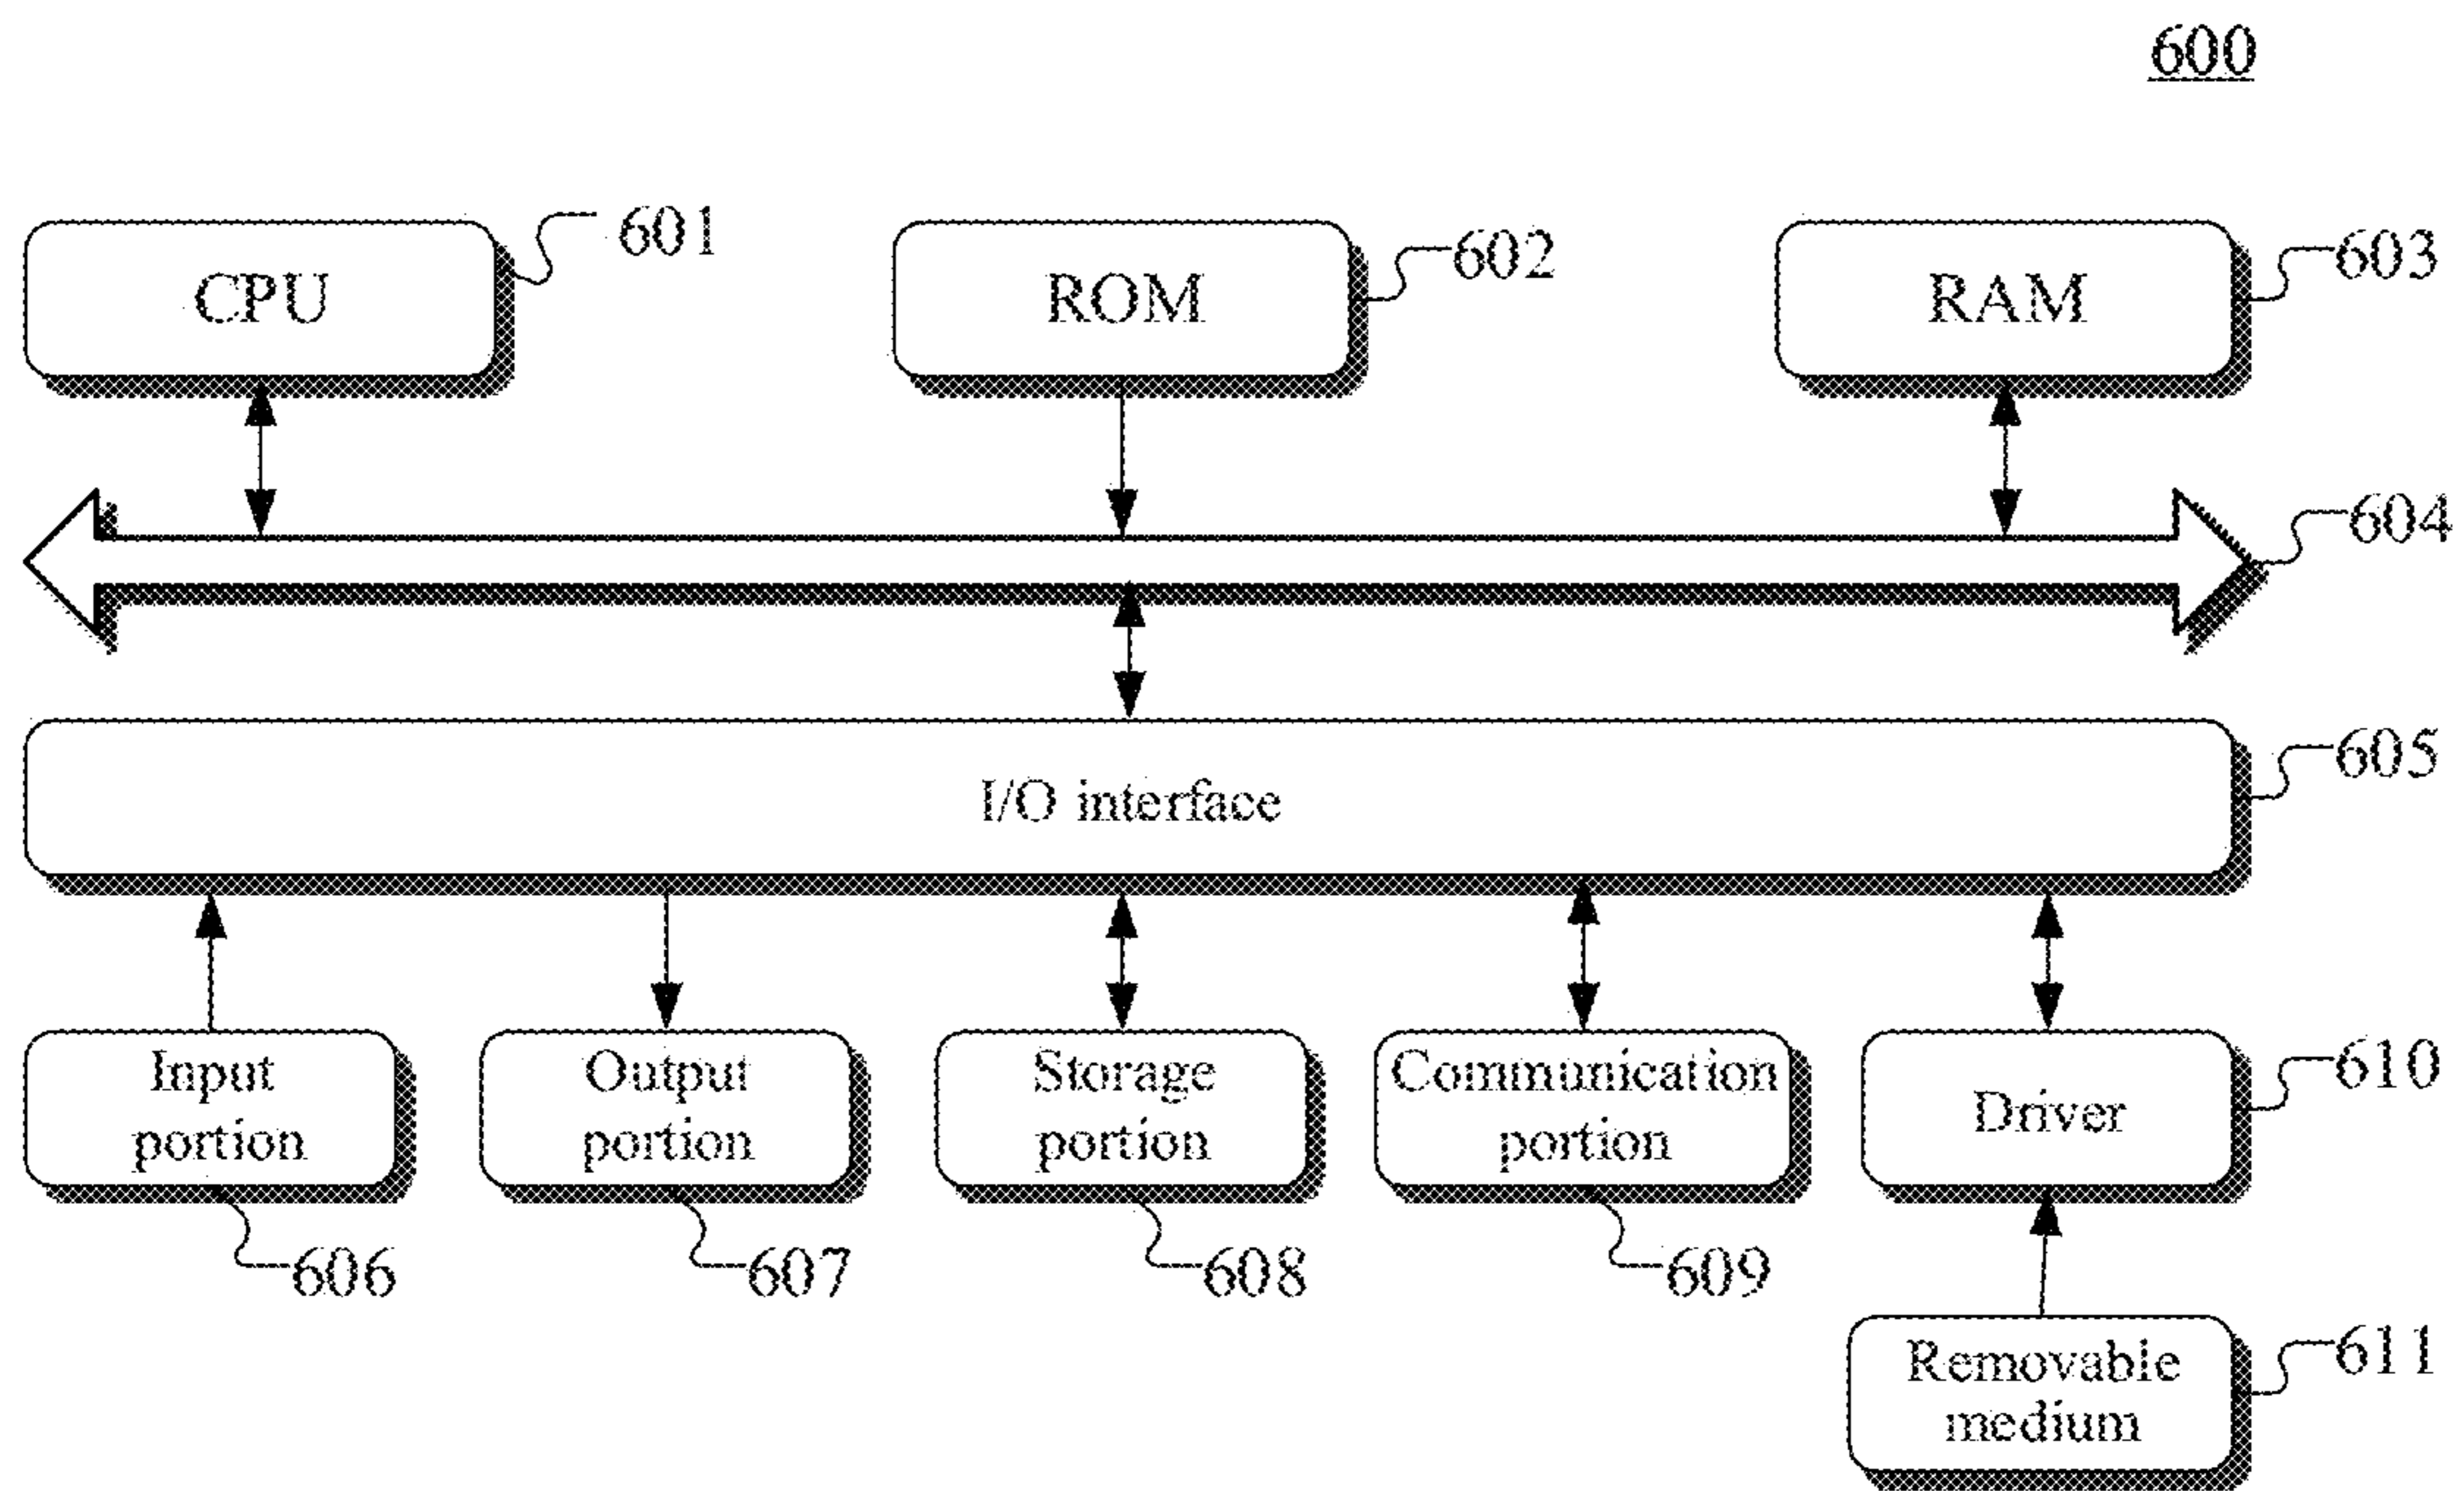 600
CPU
601
ROM
602
RAM
603
604
I/O interface
605
Input
portion
606
Output
portion
607
Storage
portion
608
Communication
portion
609
Driver
610
Removable
medium
611